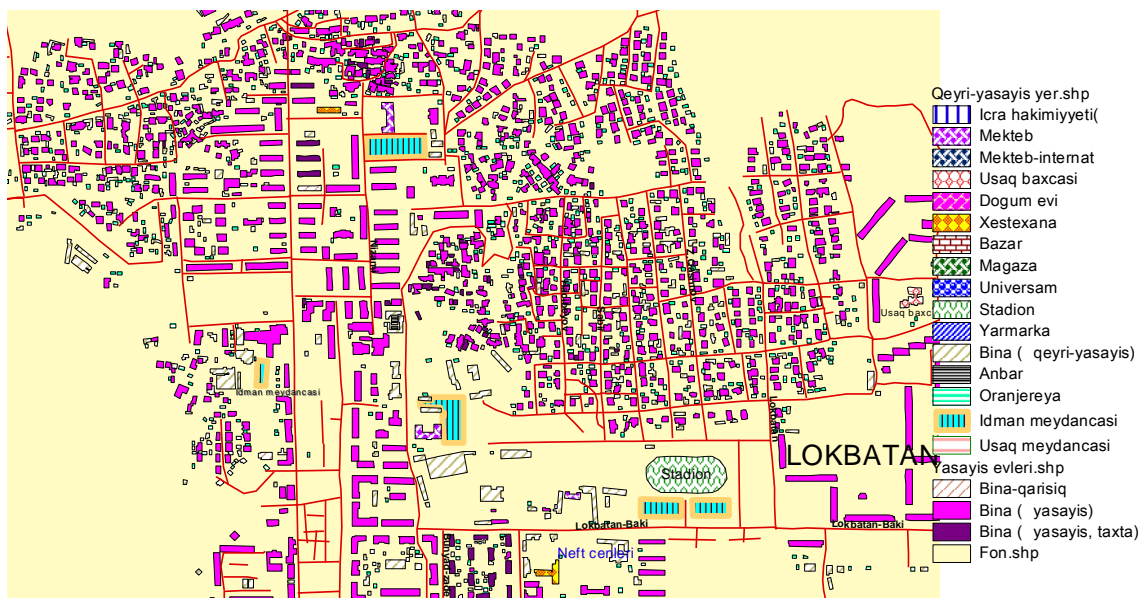 Qeyri-yasayis yer.shp
Icra hakimiyyeti(
Mekteb
Mekteb-internat
Usaq baxcasi
Dogum evi
Xestexana
Bazar
Magaza
Universam
Stadion
Yarmarka
Bina ( qeyri-yasayis)
Anbar
Oranjereya
Idman meydancasi
Usaq meydancasi
Yasayis evleri.shp
Bina-qarisiq
Bina ( yasayis)
Bina ( yasayis, taxta)
Fon.shp
Usaq baxc
Idman meydancasi
Lokbatan
LOKBATAN
Stadion
Lokbatan-Baki
Lokbatan-Baki
Neft cenleri